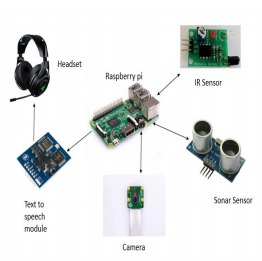 Headset
Raspberry pi
IR Sensor
Text to
speech
module
Camera
Sonar Sensor